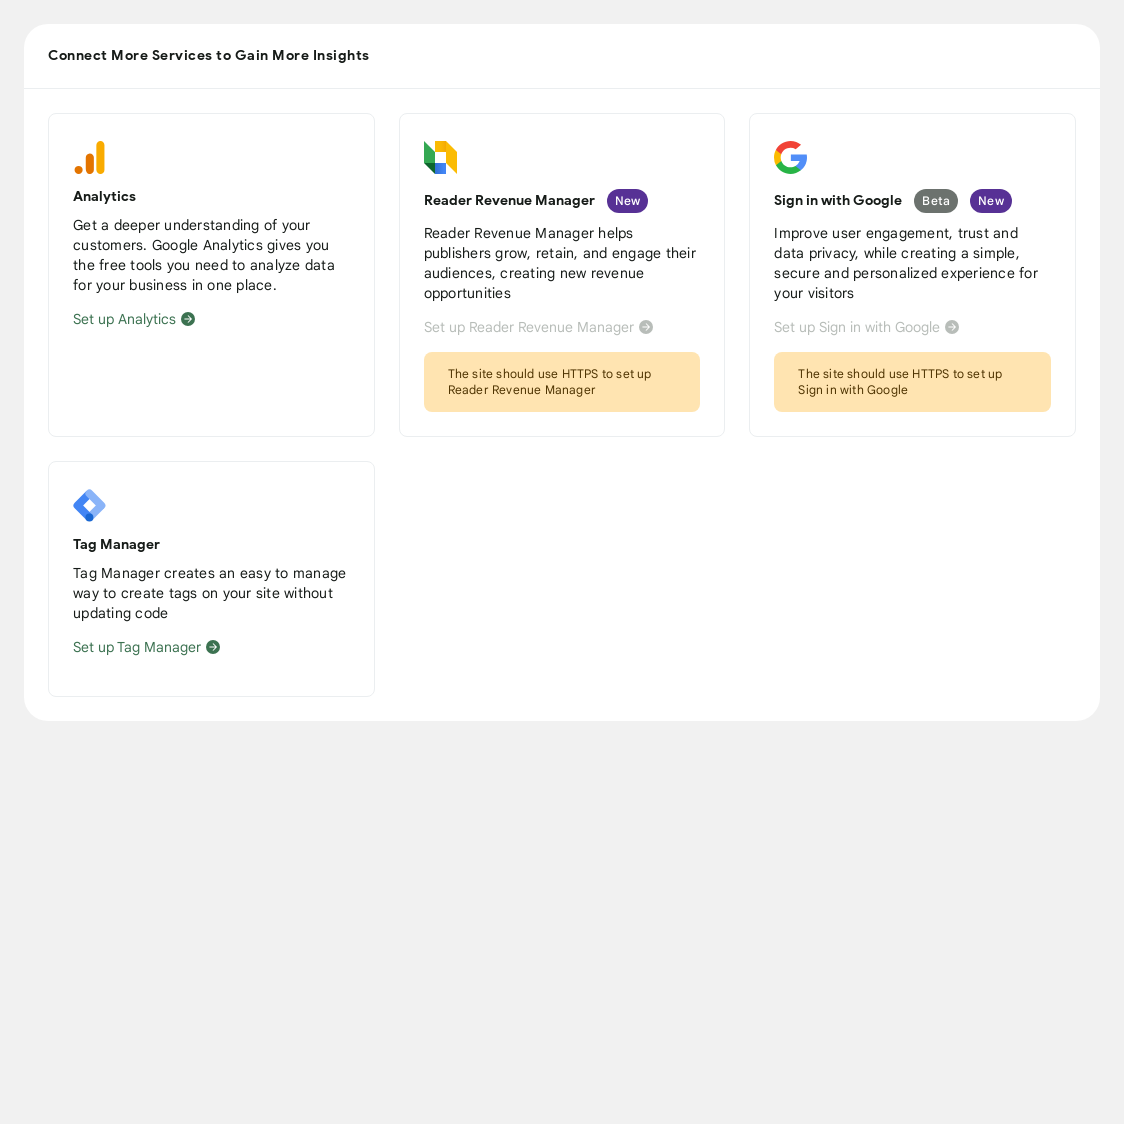 Connect More Services to Gain More Insights
Analytics
Get a deeper understanding of your
customers. Google Analytics gives you
the free tools you need to analyze data
for your business in one place.
Set up Analytics
Reader Revenue Manager New
Reader Revenue Manager helps
publishers grow, retain, and engage their
audiences, creating new revenue
opportunities
Set up Reader Revenue Manager
The site should use HTTPS to set up
Reader Revenue Manager
Sign in with Google Beta New
Improve user engagement, trust and
data privacy, while creating a simple,
secure and personalized experience for
your visitors
Set up Sign in with Google
The site should use HTTPS to set up
Sign in with Google
Tag Manager
Tag Manager creates an easy to manage
way to create tags on your site without
updating code
Set up Tag Manager